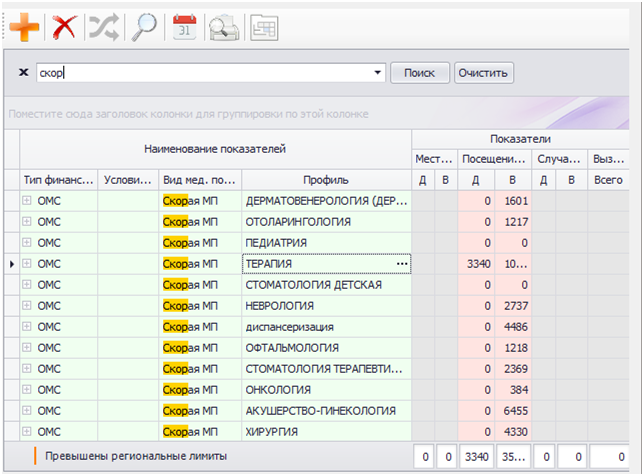 31
x скор Поиск Очистить
Поместите сюда заголовок колонки для группировки по этой колонке
Наименование показателей Показатели
Мест... Посещени... Случа... Выз...
Тип финанс... Услови... Вид мед. по... Профиль Д В Д В Д В Всего
ОМС Скорая МП ДЕРМАТОВЕНЕРОЛОГИЯ (ДЕР... 0 1601
ОМС Скорая МП ОТОЛАРИНГОЛОГИЯ 0 1217
ОМС Скорая МП ПЕДИАТРИЯ 0 0
ОМС Скорая МП ТЕРАПИЯ ... 3340 10...
ОМС Скорая МП СТОМАТОЛОГИЯ ДЕТСКАЯ 0 0
ОМС Скорая МП НЕВРОЛОГИЯ 0 2737
ОМС Скорая МП диспансеризация 0 4486
ОМС Скорая МП ОФТАЛЬМОЛОГИЯ 0 1218
ОМС Скорая МП СТОМАТОЛОГИЯ ТЕРАПЕВТИ... 0 2369
ОМС Скорая МП ОНКОЛОГИЯ 0 384
ОМС Скорая МП АКУШЕРСТВО-ГИНЕКОЛОГИЯ 0 6455
ОМС Скорая МП ХИРУРГИЯ 0 4330
Превышены региональные лимиты 0 0 3340 35... 0 0 0